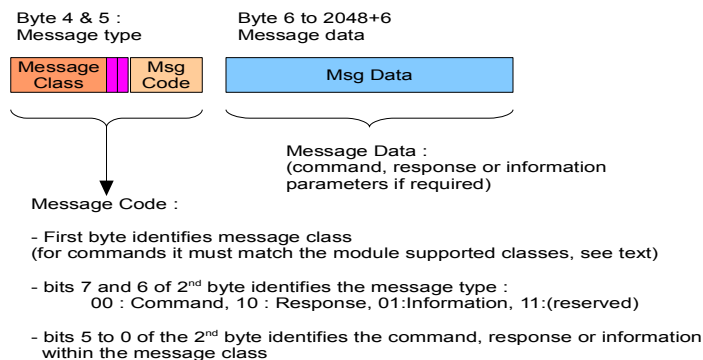 Byte 4 & 5 :
Message type
Byte 6 to 2048+6
Message data
Message
Class
Msg
Code
Msg Data
Message Data :
(command, response or information
parameters if required)
Message Code :
- First byte identifies message class
(for commands it must match the module supported classes, see text)
- bits 7 and 6 of 2nd byte identifies the message type :
00 : Command, 10 : Response, 01:Information, 11:(reserved)
- bits 5 to 0 of the 2nd byte identifies the command, response or information
within the message class